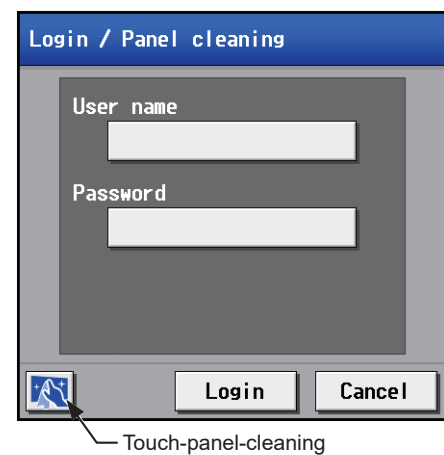 Login / Panel cleaning
User name
Password
Login Cancel
Touch-panel-cleaning